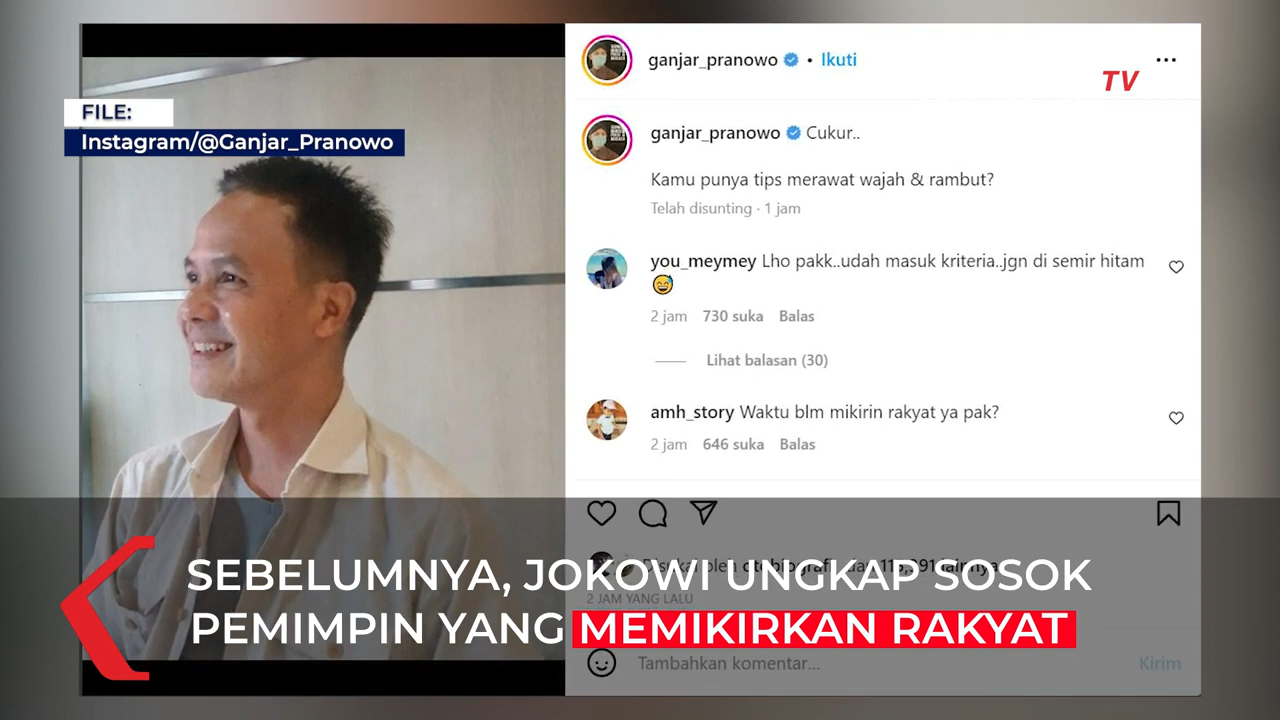 ganjar_pranowo • Ikuti
TV
FILE:
Instagram/@Ganjar_Pranowo
ganjar_pranowo Cukur..
Kamu punya tips merawat wajah & rambut?
Telah disunting · 1 jam
you_meymey Lho pakk..udah masuk kriteria..jgn di semir hitam
2 jam 730 suka Balas
Lihat balasan (30)
amh_story Waktu blm mikirin rakyat ya pak?
2 jam 646 suka Balas
SEBELUMNYA, JOKOWI UNGKAP SOSOK
2 JAM YANG LALU
PEMIMPIN YANG MEMIKIRKAN RAKYAT
Tambahkan komentar... Kirim